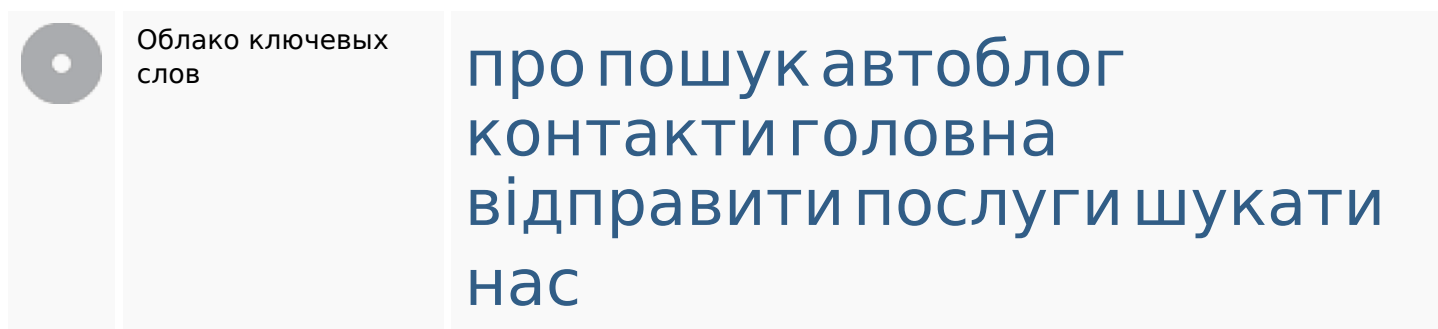 Облако ключевых
слов
про пошук автоблог
контакти головна
відправити послуги шукати
нас